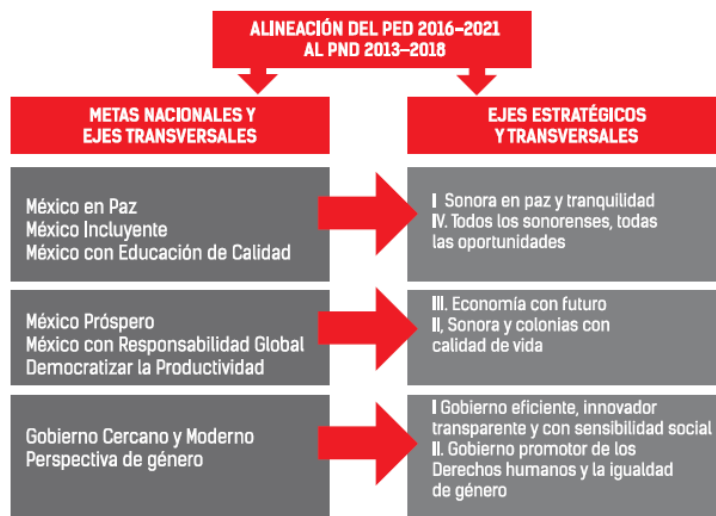 ALINEACIÓN DEL PED 2016–2021
AL PND 2013–2018
METAS NACIONALES Y
EJES TRANSVERSALES
EJES ESTRATÉGICOS
Y TRANSVERSALES
México en Paz
México Incluyente
México con Educación de Calidad
I Sonora en paz y tranquilidad
IV. Todos los sonorenses, todas
las oportunidades
México Próspero
México con Responsabilidad Global
Democratizar la Productividad
III. Economía con futuro
II, Sonora y colonias con
calidad de vida
Gobierno Cercano y Moderno
Perspectiva de género
I Gobierno eficiente, innovador
transparente y con sensibilidad social
II. Gobierno promotor de los
Derechos humanos y la igualdad
de género